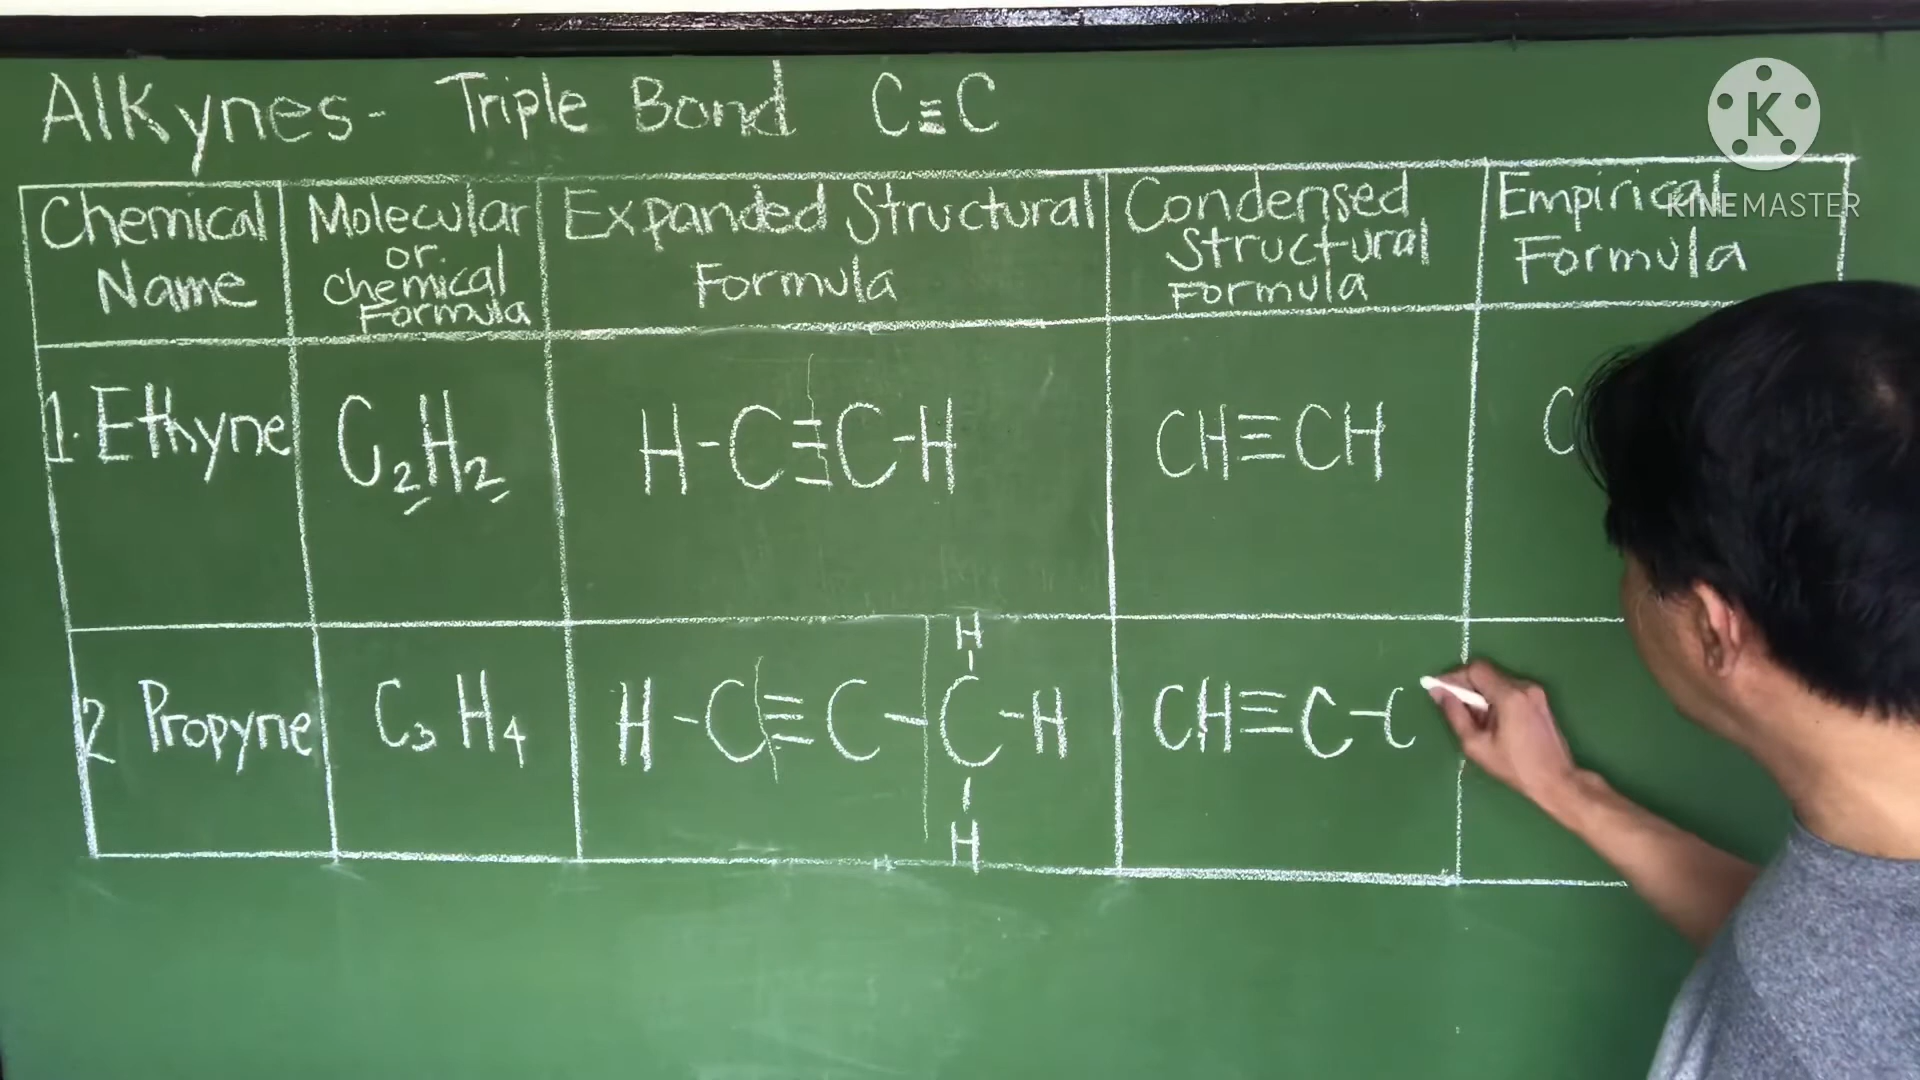 Alkynes- Triple Bond C≡C
Chemical
Name
Molecular
or
chemical
Formula
Expanded Structural
Formula
Condensed
Structural
Formula
Empirical
Formula
1. Ethyne
C₂H₂
H-C≡C-H
CH≡CH
C
2 Propyne
C₃H₄
H
H-C≡C-C-H
H
CH≡C-C
K
KINEMASTER